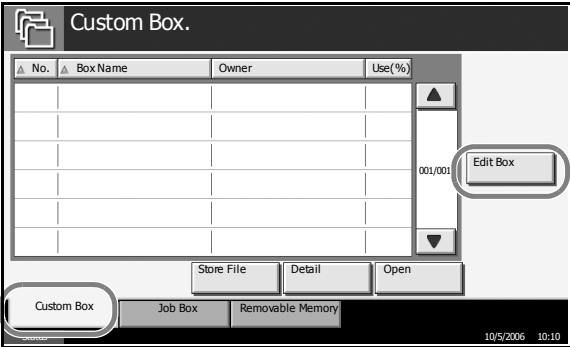 Custom Box.
No. Box Name Owner Use(%)
001/001
Edit Box
Store File Detail Open
Custom Box Job Box Removable Memory
Status 10/5/2006 10:10